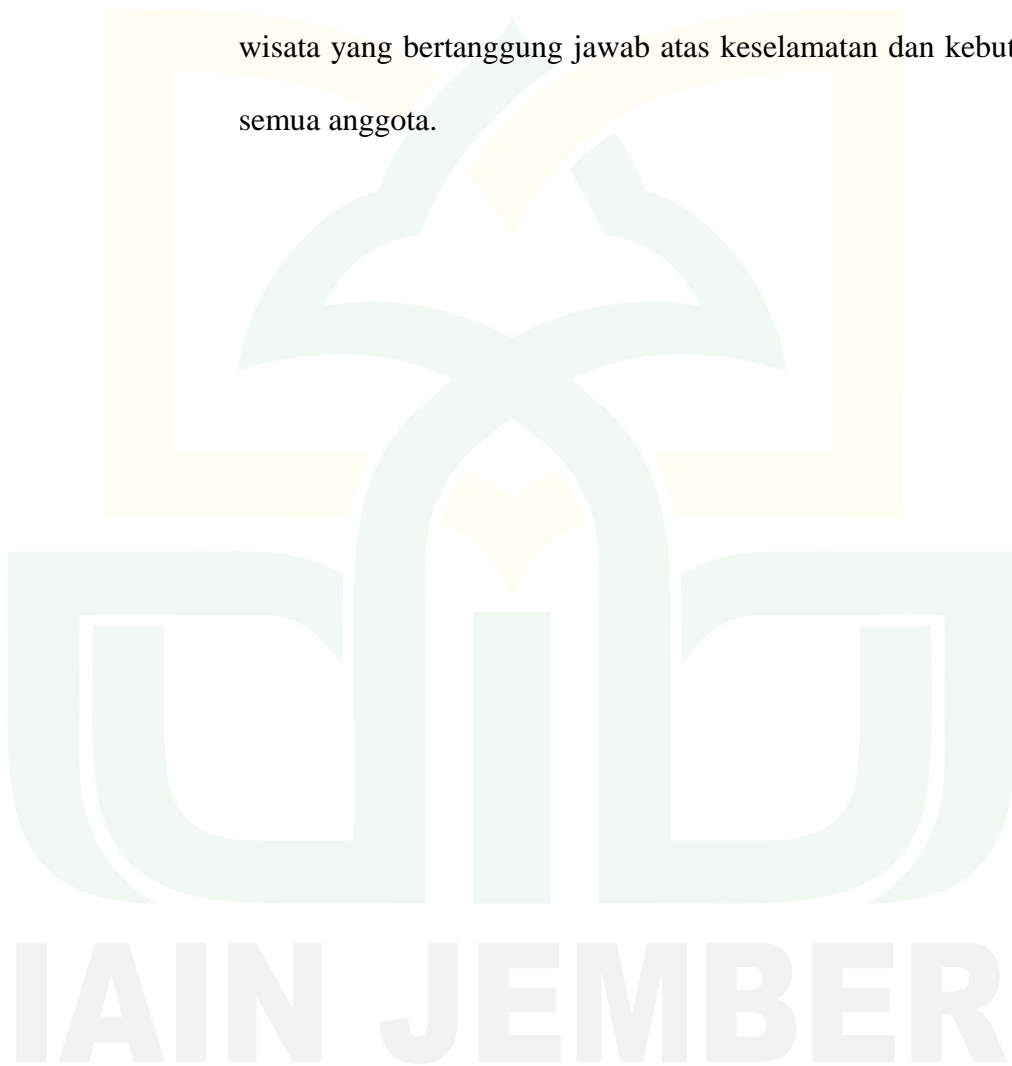 wisata yang bertanggung jawab atas keselamatan dan kebut
semua anggota.
IAIN JEMBER